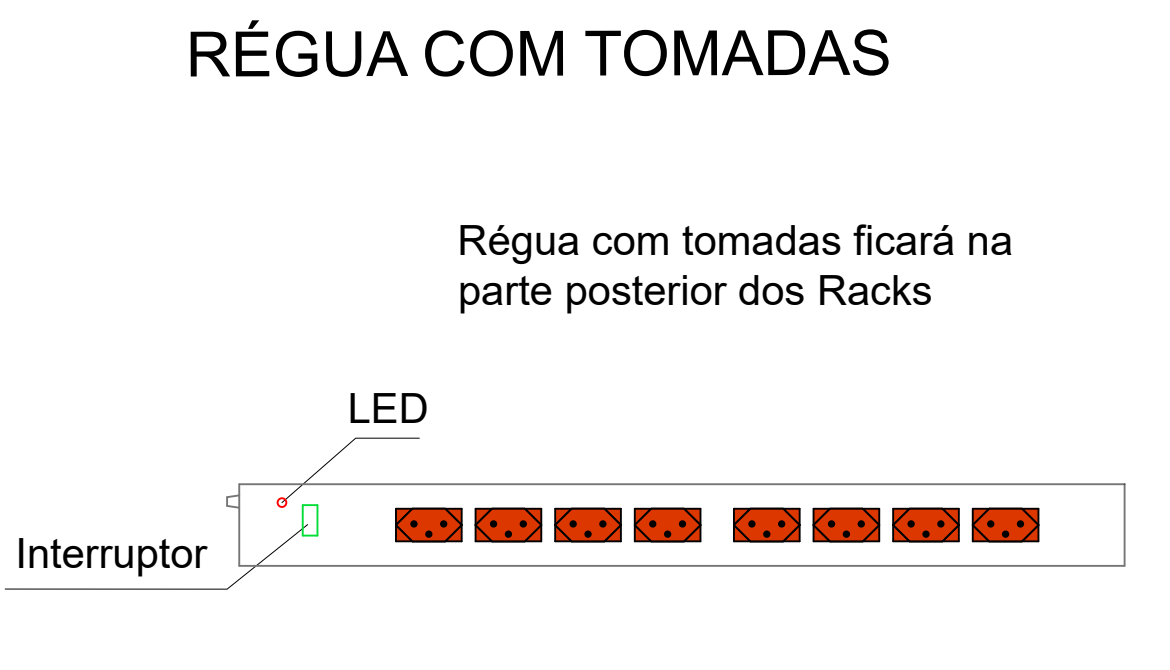 RÉGUA COM TOMADAS
Régua com tomadas ficará na
parte posterior dos Racks
LED
Interruptor